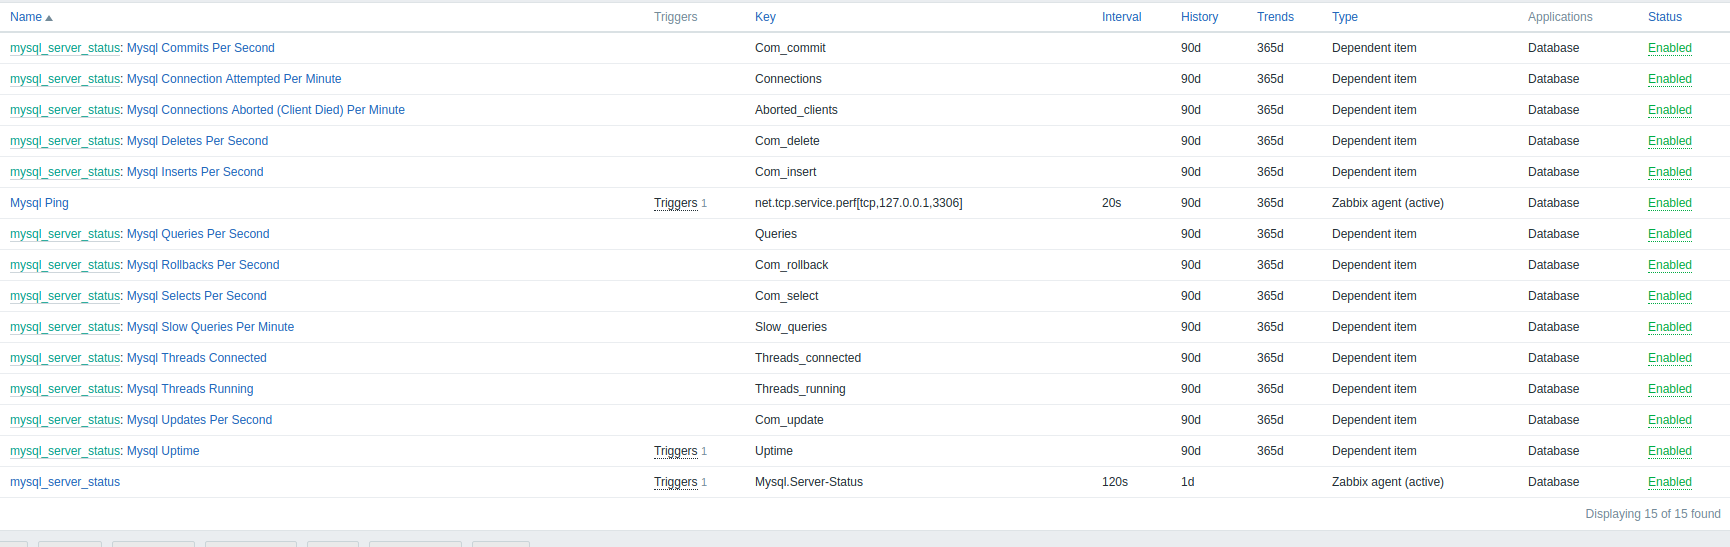 Name Triggers Key Interval History Trends Type Applications Status
mysql_server_status: Mysql Commits Per Second Com_commit 90d 365d Dependent item Database Enabled
mysql_server_status: Mysql Connection Attempted Per Minute Connections 90d 365d Dependent item Database Enabled
mysql_server_status: Mysql Connections Aborted (Client Died) Per Minute Aborted_clients 90d 365d Dependent item Database Enabled
mysql_server_status: Mysql Deletes Per Second Com_delete 90d 365d Dependent item Database Enabled
mysql_server_status: Mysql Inserts Per Second Com_insert 90d 365d Dependent item Database Enabled
Mysql Ping Triggers 1 net.tcp.service.perf[tcp,127.0.0.1,3306] 20s 90d 365d Zabbix agent (active) Database Enabled
mysql_server_status: Mysql Queries Per Second Queries 90d 365d Dependent item Database Enabled
mysql_server_status: Mysql Rollbacks Per Second Com_rollback 90d 365d Dependent item Database Enabled
mysql_server_status: Mysql Selects Per Second Com_select 90d 365d Dependent item Database Enabled
mysql_server_status: Mysql Slow Queries Per Minute Slow_queries 90d 365d Dependent item Database Enabled
mysql_server_status: Mysql Threads Connected Threads_connected 90d 365d Dependent item Database Enabled
mysql_server_status: Mysql Threads Running Threads_running 90d 365d Dependent item Database Enabled
mysql_server_status: Mysql Updates Per Second Com_update 90d 365d Dependent item Database Enabled
mysql_server_status: Mysql Uptime Triggers 1 Uptime 90d 365d Dependent item Database Enabled
mysql_server_status Triggers 1 Mysql.Server-Status 120s 1d Zabbix agent (active) Database Enabled
Displaying 15 of 15 found